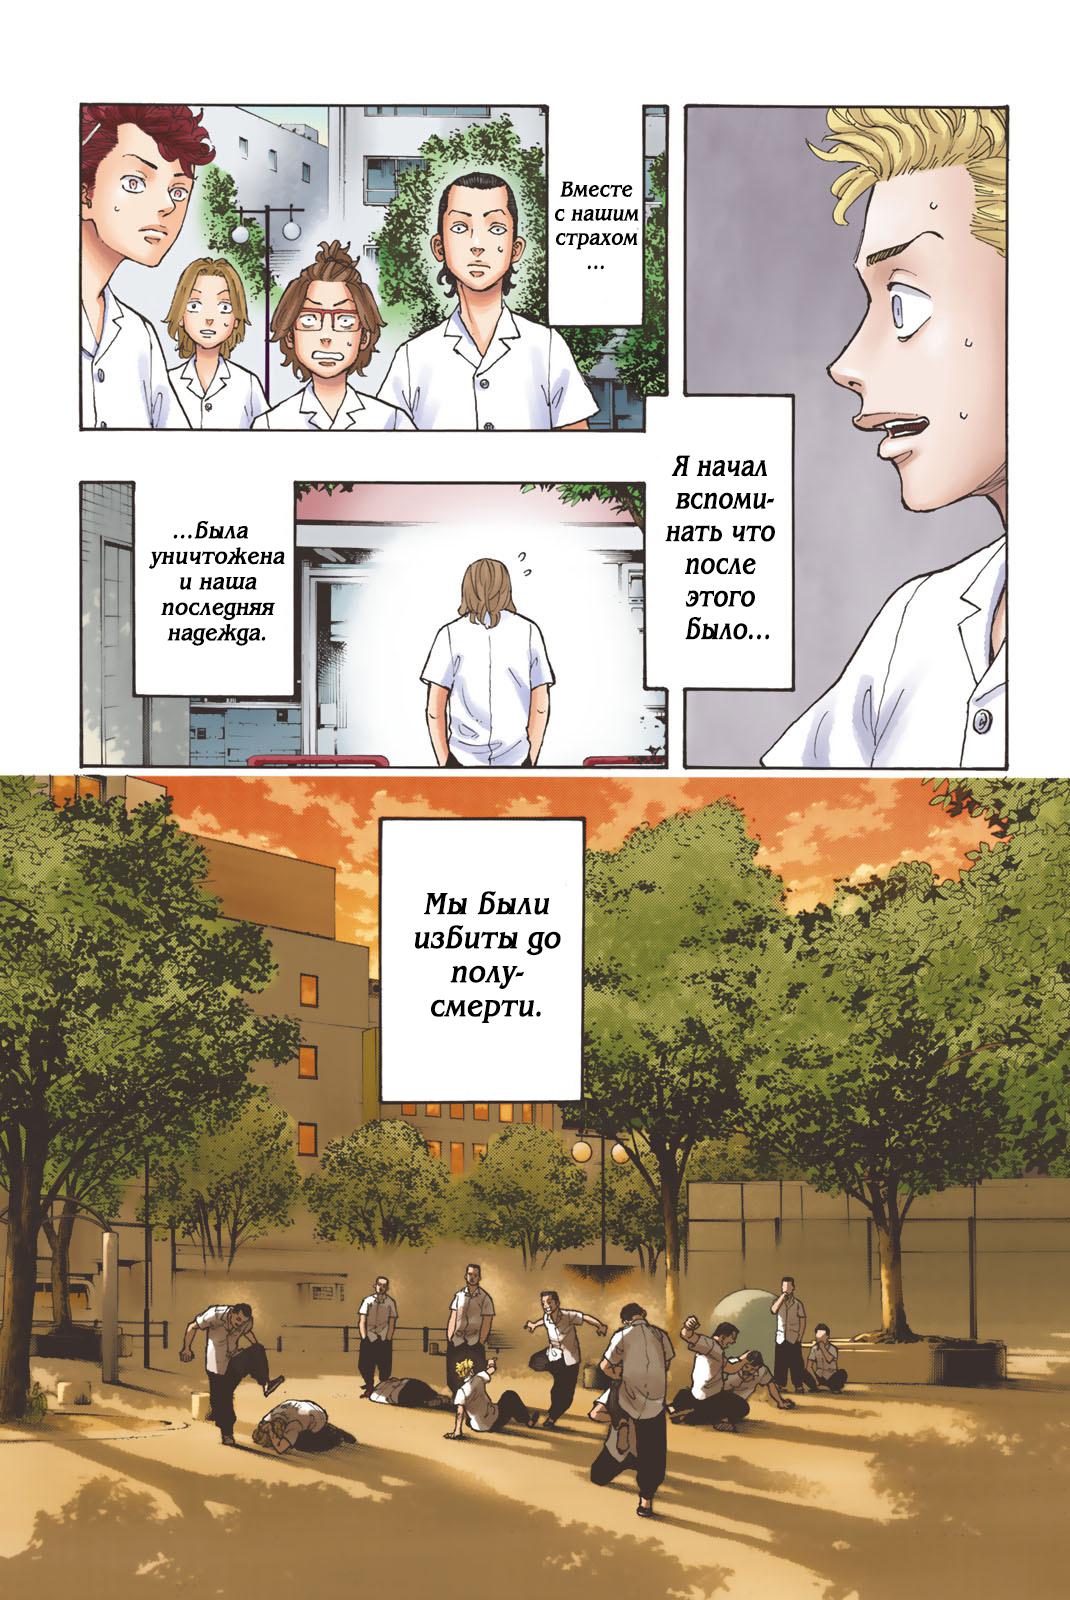 Я начал
вспоми-
нать что
после
этого
было...
Вместе
с нашим
страхом
...
...была
уничтожена
и наша
последняя
надежда.
Мы были
избиты до
полу-
смерти.